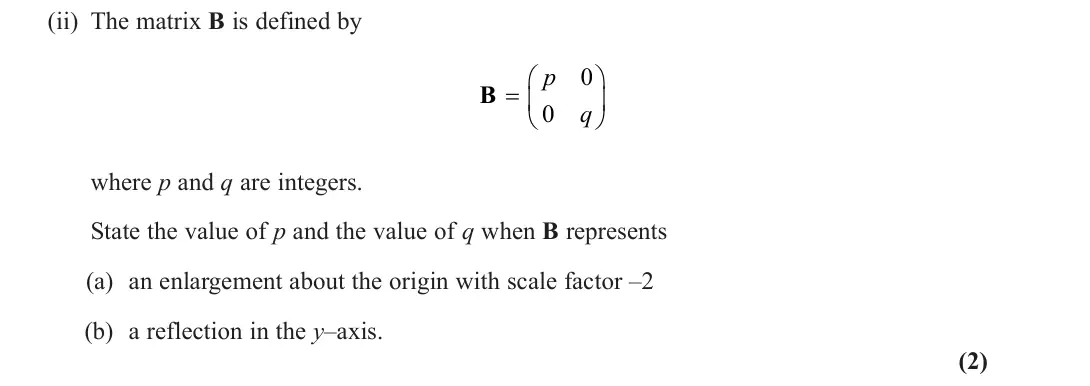 (ii) The matrix B is defined by
B = (p 0
0 q)
where p and q are integers.
State the value of p and the value of q when B represents
(a) an enlargement about the origin with scale factor –2
(b) a reflection in the y–axis.
(2)